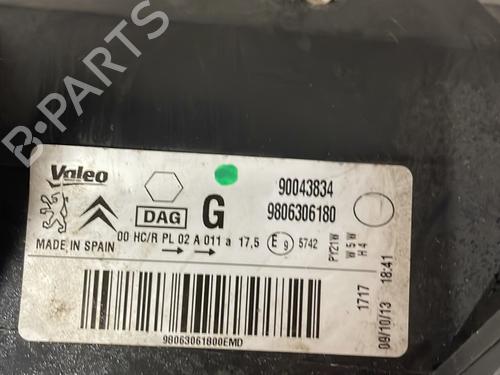 B-PARTS
Valeo
DAG
G
90043834
9806306180
MADE IN SPAIN
00 HC/R PL 02 A 011 a 17,5
E 9 5742
PY21W
W5W
H4
1717
09/10/13 18:41
98063061800EMD